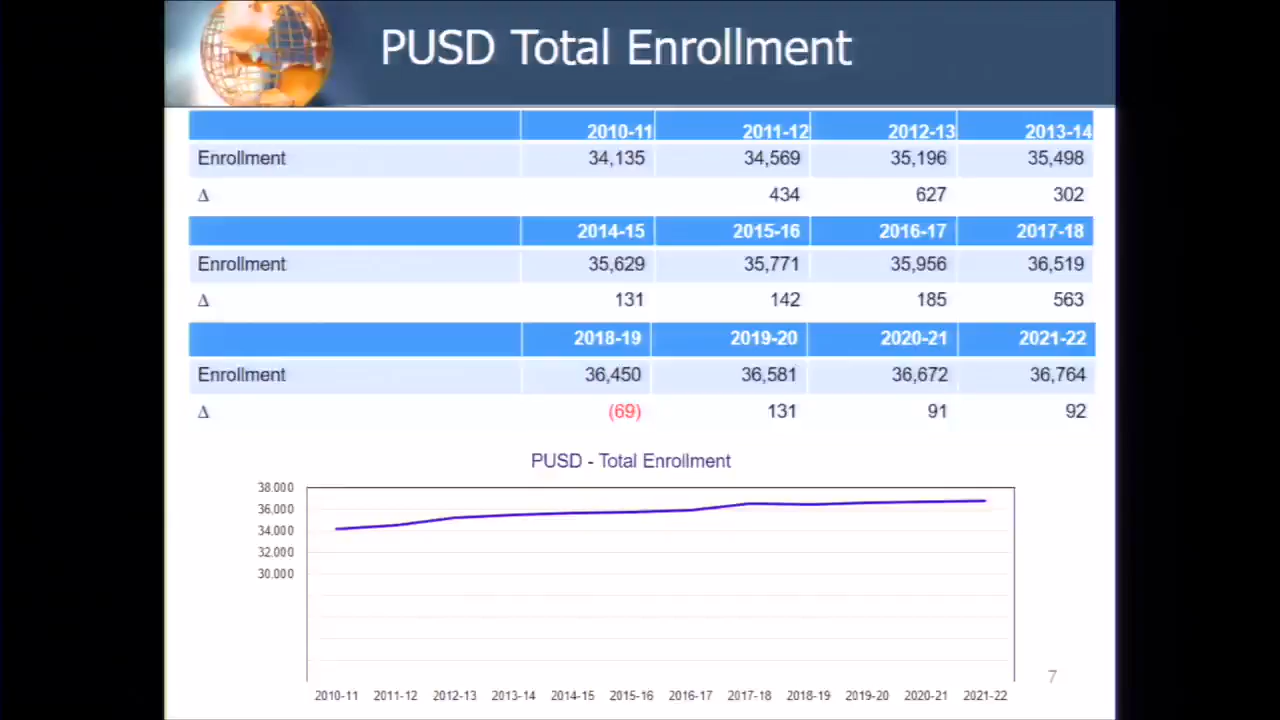 PUSD Total Enrollment
2010-11 2011-12 2012-13 2013-14
Enrollment 34,135 34,569 35,196 35,498
Δ 434 627 302
2014-15 2015-16 2016-17 2017-18
Enrollment 35,629 35,771 35,956 36,519
Δ 131 142 185 563
2018-19 2019-20 2020-21 2021-22
Enrollment 36,450 36,581 36,672 36,764
Δ (69) 131 91 92
PUSD - Total Enrollment
38.000
36.000
34.000
32.000
30.000
7
2010-11 2011-12 2012-13 2013-14 2014-15 2015-16 2016-17 2017-18 2018-19 2019-20 2020-21 2021-22